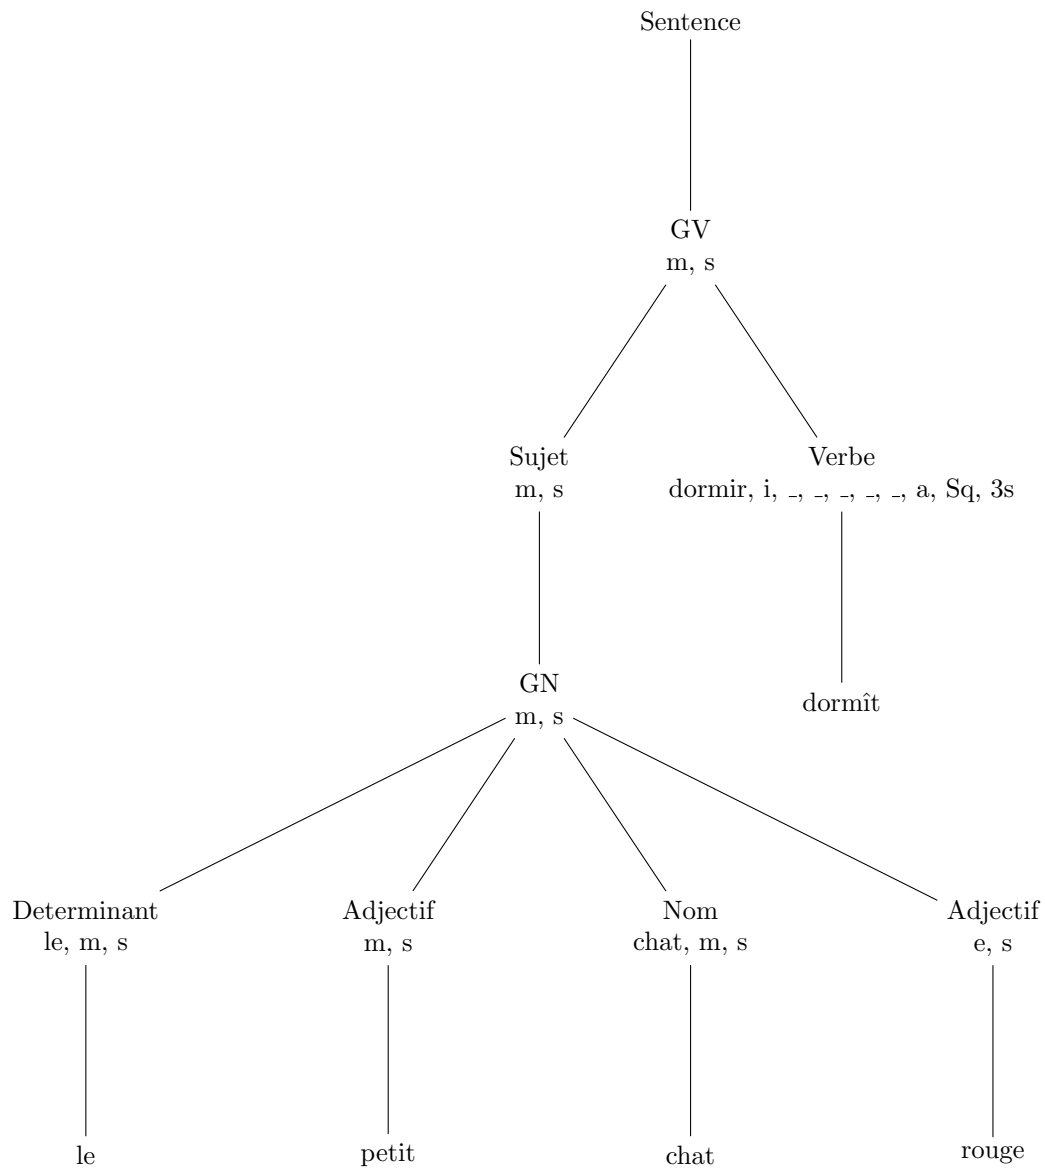 Sentence
GV
m, s
Sujet
m, s
Verbe
dormir, i, _, _, _, _, _, a, Sq, 3s
GN
m, s
dormît
Determinant
le, m, s
Adjectif
m, s
Nom
chat, m, s
Adjectif
e, s
le
petit
chat
rouge